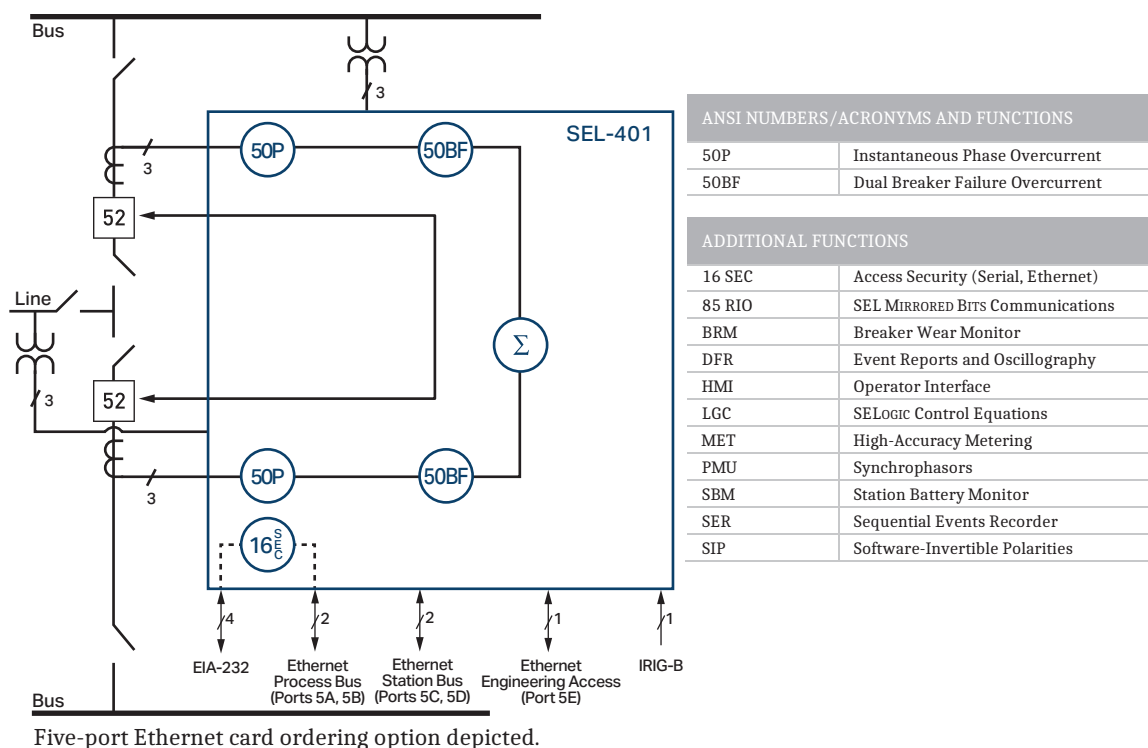 Bus
3
SEL-401
3
50P
50BF
52
Line
Σ
3
52
50P
50BF
3
16 SEC
4
2
2
1
1
EIA-232
Ethernet
Process Bus
(Ports 5A, 5B)
Ethernet
Station Bus
(Ports 5C, 5D)
Ethernet
Engineering Access
(Port 5E)
IRIG-B
Bus
Five-port Ethernet card ordering option depicted.
ANSI NUMBERS/ACRONYMS AND FUNCTIONS
50P Instantaneous Phase Overcurrent
50BF Dual Breaker Failure Overcurrent
ADDITIONAL FUNCTIONS
16 SEC Access Security (Serial, Ethernet)
85 RIO SEL MIRRORED BITS Communications
BRM Breaker Wear Monitor
DFR Event Reports and Oscillography
HMI Operator Interface
LGC SELOGIC Control Equations
MET High-Accuracy Metering
PMU Synchrophasors
SBM Station Battery Monitor
SER Sequential Events Recorder
SIP Software-Invertible Polarities